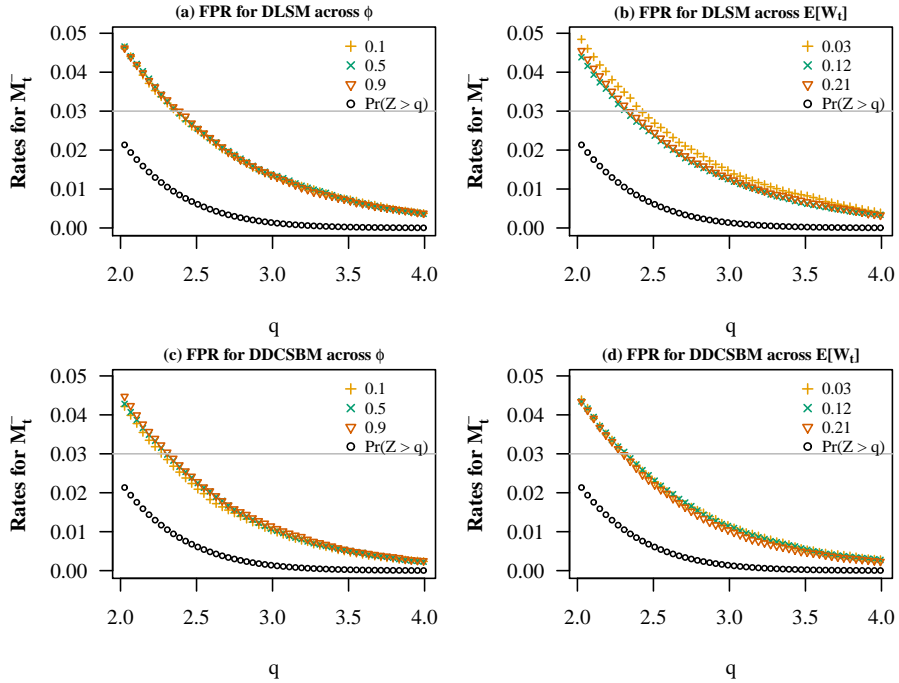 (a) FPR for DLSM across ϕ
Rates for M_t^−
0.05
0.04
0.03
0.02
0.01
0.00
0.1
0.5
0.9
Pr(Z > q)
2.0 2.5 3.0 3.5 4.0
q
(b) FPR for DLSM across E[W_t]
Rates for M_t^−
0.05
0.04
0.03
0.02
0.01
0.00
0.03
0.12
0.21
Pr(Z > q)
2.0 2.5 3.0 3.5 4.0
q
(c) FPR for DDCSBM across ϕ
Rates for M_t^−
0.05
0.04
0.03
0.02
0.01
0.00
0.1
0.5
0.9
Pr(Z > q)
2.0 2.5 3.0 3.5 4.0
q
(d) FPR for DDCSBM across E[W_t]
Rates for M_t^−
0.05
0.04
0.03
0.02
0.01
0.00
0.03
0.12
0.21
Pr(Z > q)
2.0 2.5 3.0 3.5 4.0
q